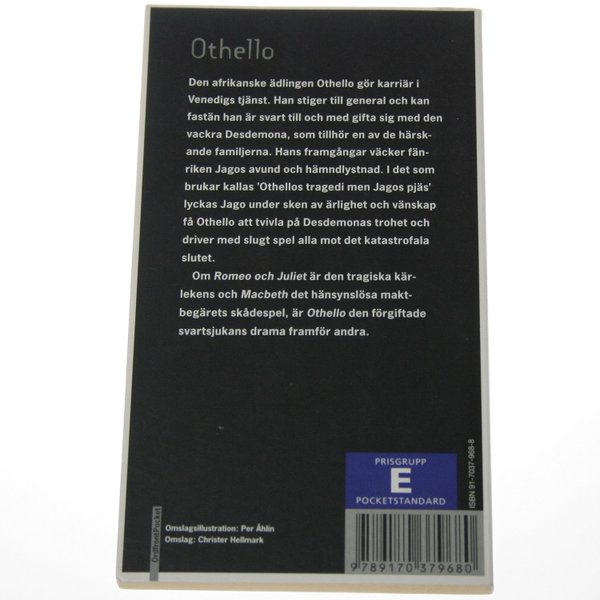 Othello
Den afrikanske ädlingen Othello gör karriär i
Venedigs tjänst. Han stiger till general och kan
fastän han är svart till och med gifta sig med den
vackra Desdemona, som tillhör en av de härsk-
ande familjerna. Hans framgångar väcker fän-
riken Jagos avund och hämndlystnad. I det som
brukar kallas 'Othellos tragedi men Jagos pjäs'
lyckas Jago under sken av ärlighet och vänskap
få Othello att tvivla på Desdemonas trohet och
driver med slugt spel alla mot det katastrofala
slutet.
Om Romeo och Juliet är den tragiska kär-
lekens och Macbeth det hänsynslösa makt-
begärets skådespel, är Othello den förgiftade
svartsjukans drama framför andra.
PRISGRUPP
E
POCKETSTANDARD
ISBN 91-7037-968-8
OrdfrontPocket
Omslagsillustration: Per Åhlin
Omslag: Christer Hellmark
9789170379680